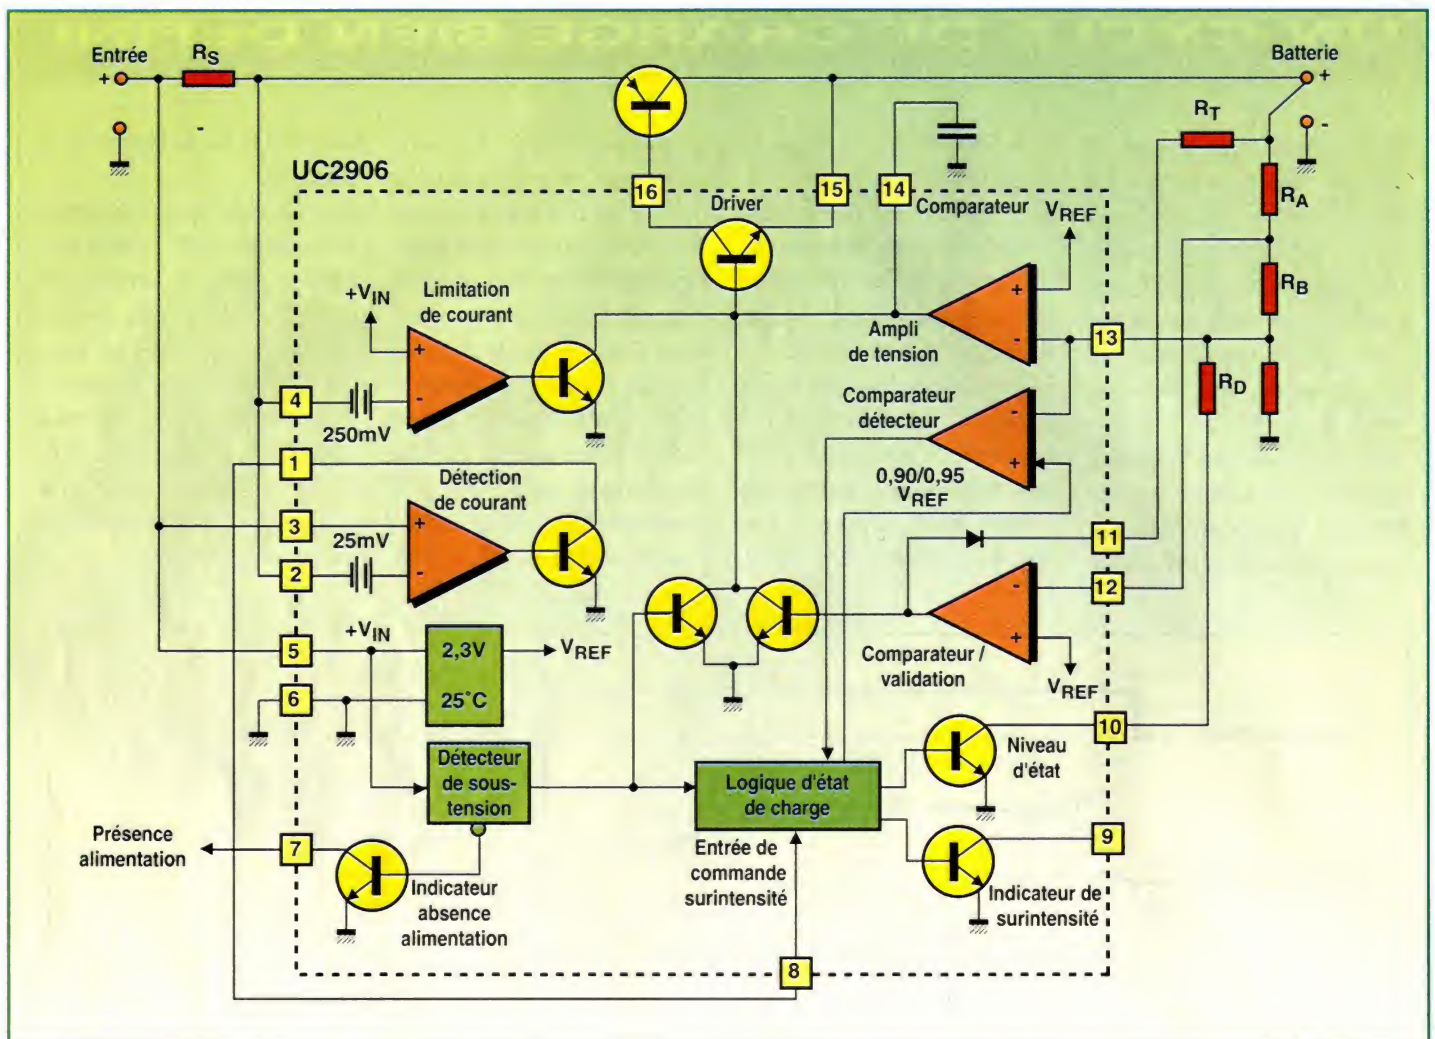 Entrée
RS
Batterie
+
+
-
-
RT
UC2906
16
15
14
Driver
Comparateur
VREF
RA
+VIN
Limitation
de courant
+
RB
Ampli
de tension
-
13
+
-
4
250mV
RD
Comparateur
détecteur
-
+
0,90/0,95
VREF
1
Détection
de courant
3
25mV
+
2
-
11
12
-
+
Comparateur /
validation
VREF
+VIN
5
2,3V
VREF
6
25°C
10
Niveau
d'état
Détecteur
de sous-
tension
Logique d'état
de charge
Présence
alimentation
7
9
Entrée de
commande
surintensité
Indicateur
absence
alimentation
Indicateur de
surintensité
8